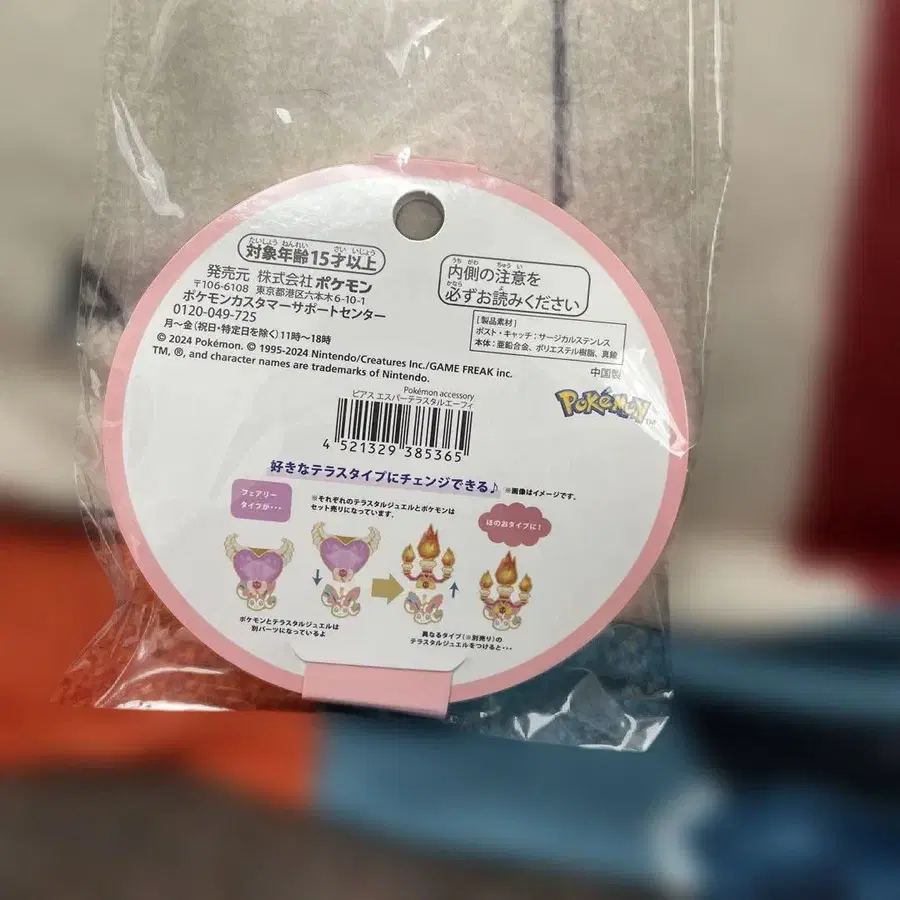 たいしょう ねんれい さい いじょう
対象年齢15才以上
発売元 株式会社 ポケモン
〒106-6108 東京都港区六本木6-10-1
ポケモンカスタマーサポートセンター
0120-049-725
月～金(祝日・特定日を除く)11時～18時
© 2024 Pokémon. © 1995-2024 Nintendo/Creatures Inc./GAME FREAK inc.
TM, ®, and character names are trademarks of Nintendo.
うち がわ ちゅう い
内側の注意を
かなら よ
必ずお読みください
[製品素材]
ポスト・キャッチ：サージカルステンレス
本体：亜鉛合金、ポリエステル樹脂、真鍮
中国製
Pokémon accessory
ピアス エスパーテラスタルエーフィ
4 521329 385365
POKéMON TM
好きなテラスタイプにチェンジできる♪
※画像はイメージです。
フェアリー
タイプが・・・
※それぞれのテラスタルジュエルとポケモンは
セット売りになっています。
ほのおタイプに!
ポケモンとテラスタルジュエルは
別パーツになっているよ
異なるタイプ(※別売り)の
テラスタルジュエルをつけると・・・